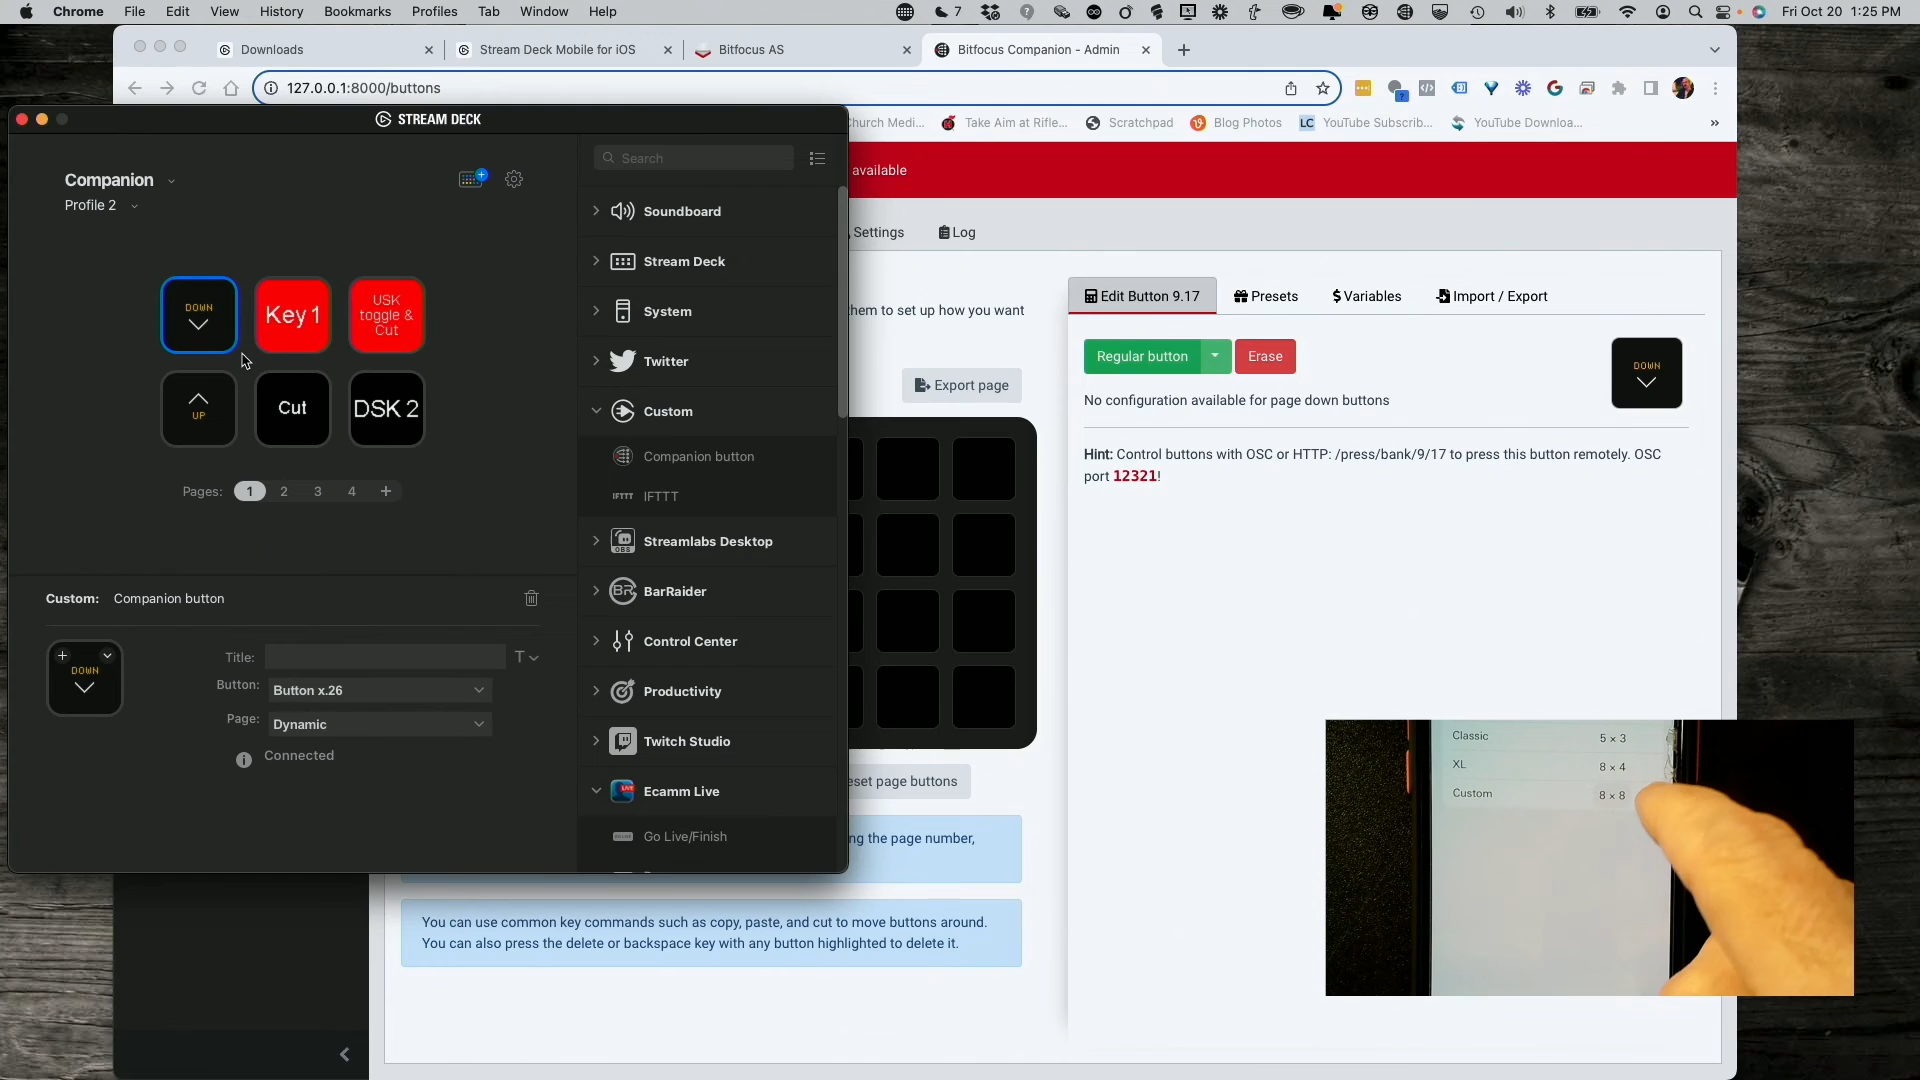 Chrome File Edit View History Bookmarks Profiles Tab Window Help
7
Fri Oct 20 1:25 PM
Downloads
Stream Deck Mobile for iOS
Bitfocus AS
Bitfocus Companion - Admin
127.0.0.1:8000/buttons
STREAM DECK
Church Medi...
Take Aim at Rifle...
Scratchpad
Blog Photos
LC YouTube Subscrib...
YouTube Downloa...
»
Search
available
Companion
Profile 2
Soundboard
Settings
Log
Stream Deck
Edit Button 9.17
Presets
$ Variables
Import / Export
DOWN
Key 1
USK
toggle &
Cut
System
hem to set up how you want
Twitter
Regular button
Erase
DOWN
Export page
No configuration available for page down buttons
UP
Cut
DSK 2
Custom
Companion button
Hint: Control buttons with OSC or HTTP: /press/bank/9/17 to press this button remotely. OSC
port 12321!
Pages: 1 2 3 4 +
IFTTT IFTTT
OBS Streamlabs Desktop
Custom: Companion button
BR BarRaider
Control Center
DOWN
Title:
T
Button: Button x.26
Page: Dynamic
Connected
Productivity
Twitch Studio
LIVE Ecamm Live
Go Live/Finish
eset page buttons
ng the page number,
Classic 5 × 3
XL 8 × 4
Custom 8 × 8
You can use common key commands such as copy, paste, and cut to move buttons around.
You can also press the delete or backspace key with any button highlighted to delete it.